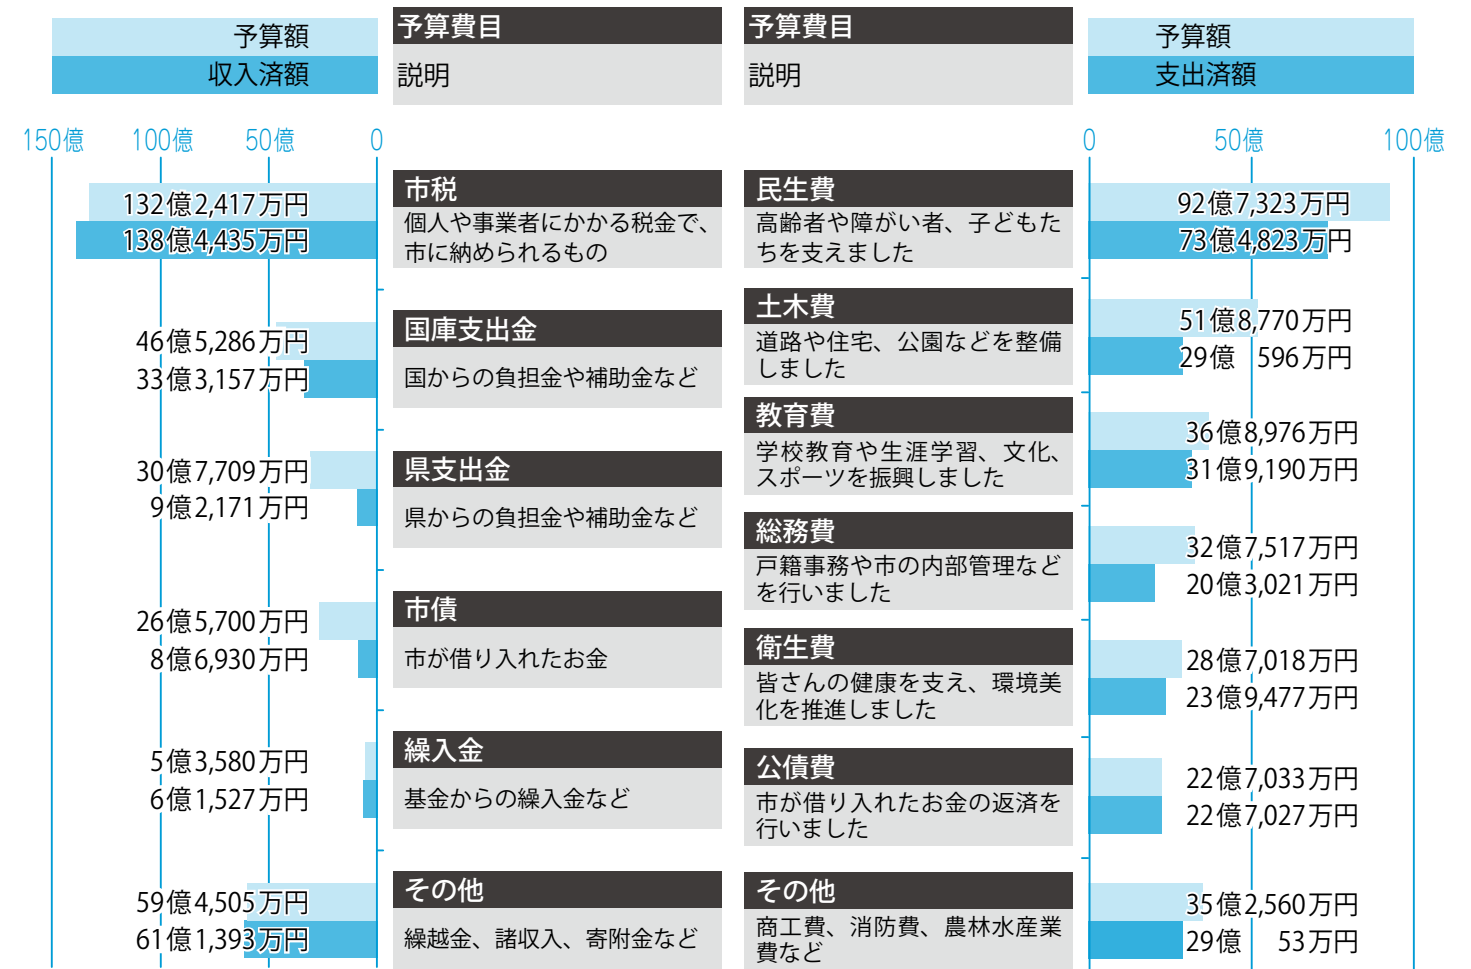 予算額
収入済額
予算費目
説明
予算費目
説明
予算額
支出済額
150億 100億 50億 0
市税
個人や事業者にかかる税金で、
市に納められるもの
132億2,417万円
138億4,435万円
国庫支出金
国からの負担金や補助金など
46億5,286万円
33億3,157万円
県支出金
県からの負担金や補助金など
30億7,709万円
9億2,171万円
市債
市が借り入れたお金
26億5,700万円
8億6,930万円
繰入金
基金からの繰入金など
5億3,580万円
6億1,527万円
その他
繰越金、諸収入、寄附金など
59億4,505万円
61億1,393万円
0 50億 100億
民生費
高齢者や障がい者、子どもた
ちを支えました
92億7,323万円
73億4,823万円
土木費
道路や住宅、公園などを整備
しました
51億8,770万円
29億 596万円
教育費
学校教育や生涯学習、文化、
スポーツを振興しました
36億8,976万円
31億9,190万円
総務費
戸籍事務や市の内部管理など
を行いました
32億7,517万円
20億3,021万円
衛生費
皆さんの健康を支え、環境美
化を推進しました
28億7,018万円
23億9,477万円
公債費
市が借り入れたお金の返済を
行いました
22億7,033万円
22億7,027万円
その他
商工費、消防費、農林水産業
費など
35億2,560万円
29億 53万円